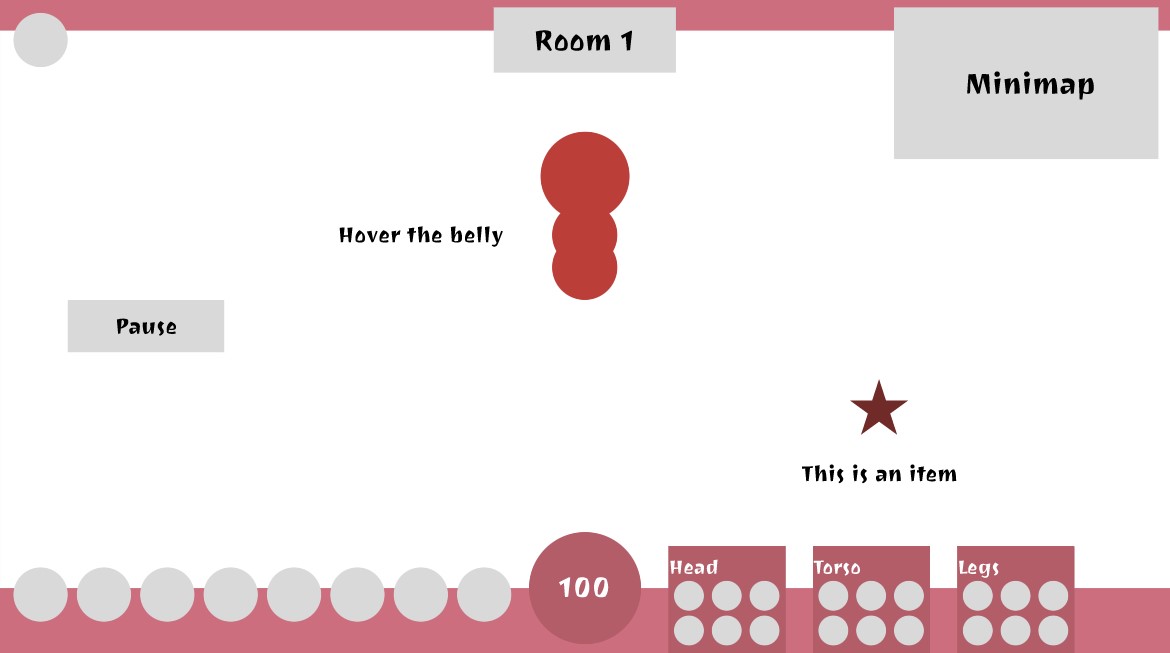 Room 1
Minimap
Hover the belly
Pause
This is an item
100
Head
Torso
Legs